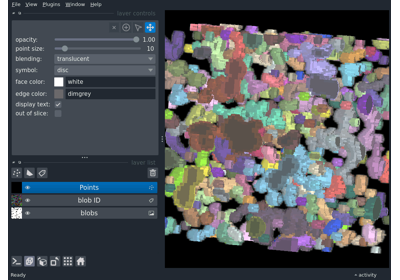 File View Plugins Window Help
layer controls
opacity: 1.00
point size: 10
blending: translucent
symbol: disc
face color: white
edge color: dimgrey
display text:
out of slice:
layer list
Points
blob ID
blobs
Ready
activity